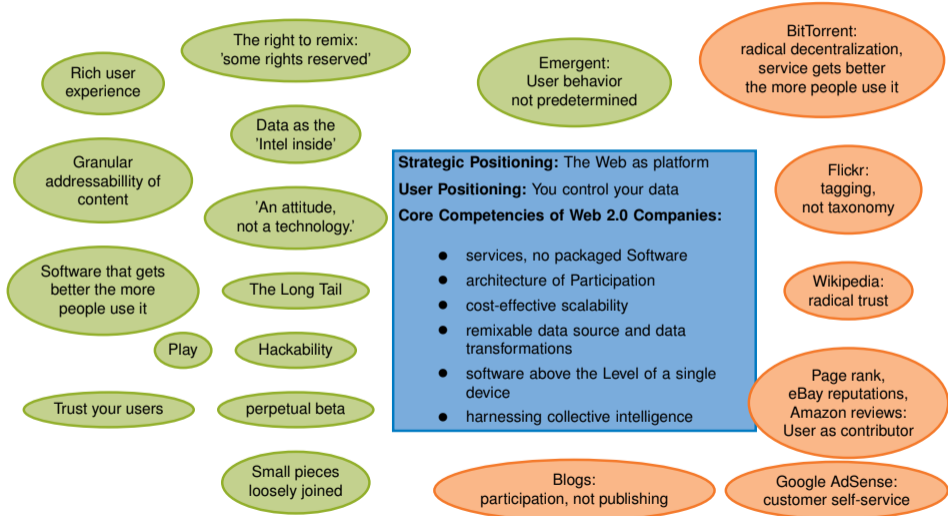 The right to remix:
'some rights reserved'
Rich user
experience
Emergent:
User behavior
not predetermined
BitTorrent:
radical decentralization,
service gets better
the more people use it
Data as the
'Intel inside'
Granular
addressabillity of
content
'An attitude,
not a technology.'
Strategic Positioning: The Web as platform
User Positioning: You control your data
Core Competencies of Web 2.0 Companies:
● services, no packaged Software
● architecture of Participation
● cost-effective scalability
● remixable data source and data
transformations
● software above the Level of a single
device
● harnessing collective intelligence
Flickr:
tagging,
not taxonomy
Software that gets
better the more
people use it
The Long Tail
Wikipedia:
radical trust
Play
Hackability
Trust your users
perpetual beta
Page rank,
eBay reputations,
Amazon reviews:
User as contributor
Small pieces
loosely joined
Blogs:
participation, not publishing
Google AdSense:
customer self-service